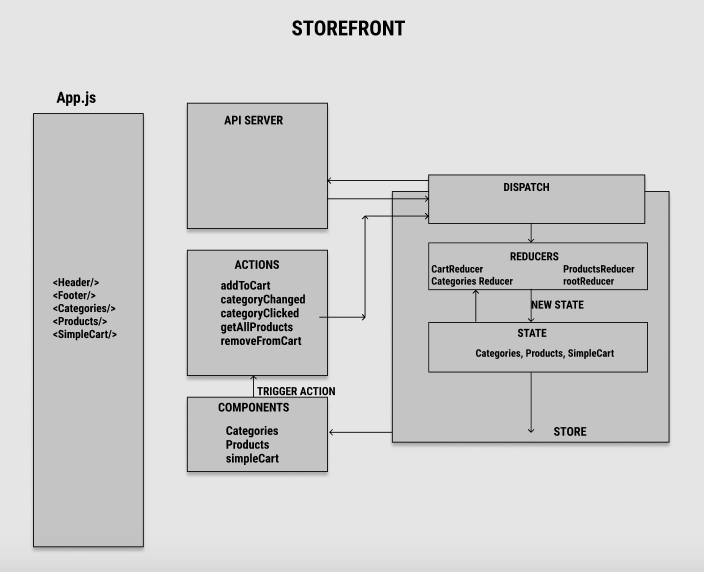 STOREFRONT
App.js
<Header/>
<Footer/>
<Categories/>
<Products/>
<SimpleCart/>
API SERVER
ACTIONS
addToCart
categoryChanged
categoryClicked
getAllProducts
removeFromCart
TRIGGER ACTION
COMPONENTS
Categories
Products
simpleCart
DISPATCH
REDUCERS
CartReducer ProductsReducer
Categories Reducer rootReducer
NEW STATE
STATE
Categories, Products, SimpleCart
STORE